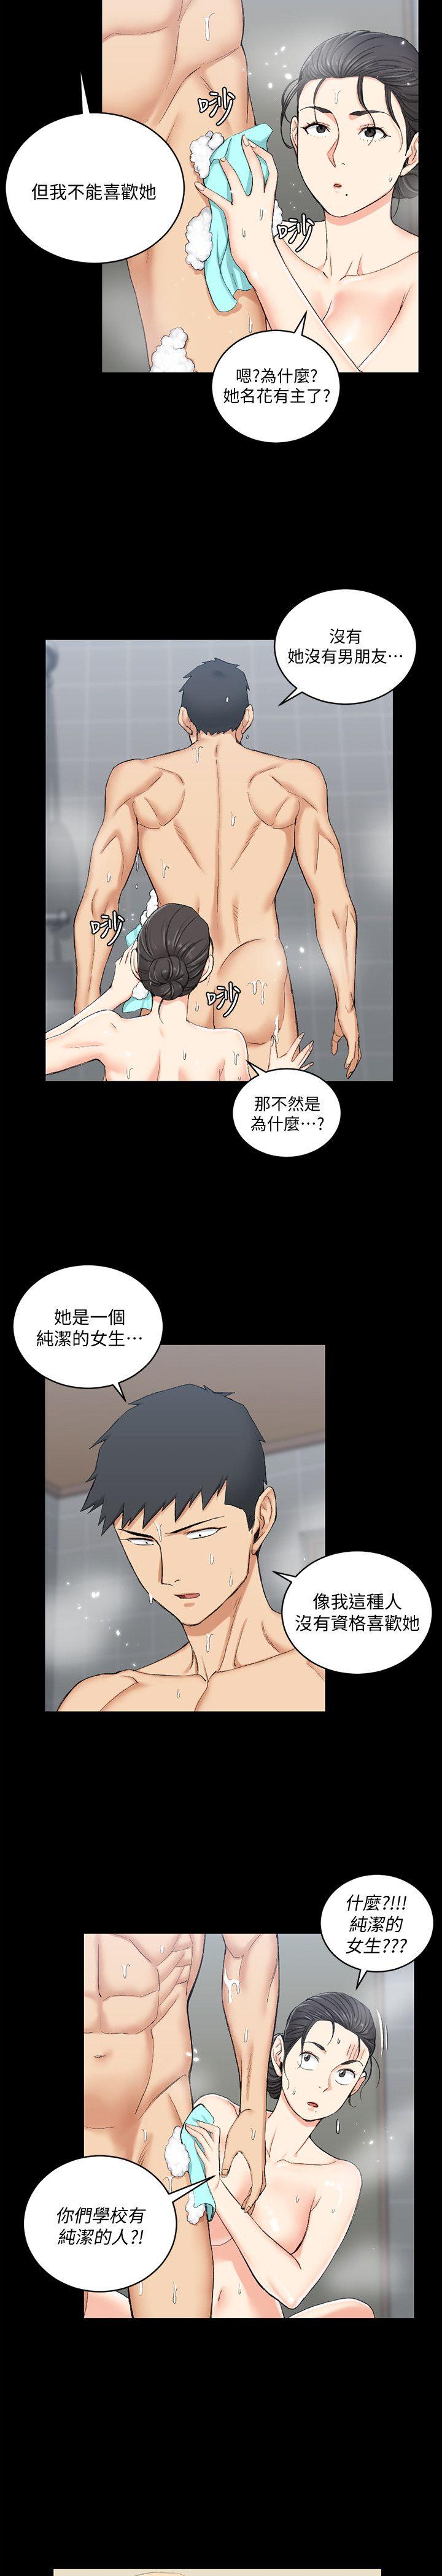 唦
但我不能喜歡她
唦
嗯?為什麼?
她名花有主了?
沒有
她沒有男朋友⋯
唦
唦
那不然是
為什麼⋯?
她是一個
純潔的女生⋯
像我這種人
沒有資格喜歡她
什麼?!!!
純潔的
女生???
你們學校有
純潔的人?!